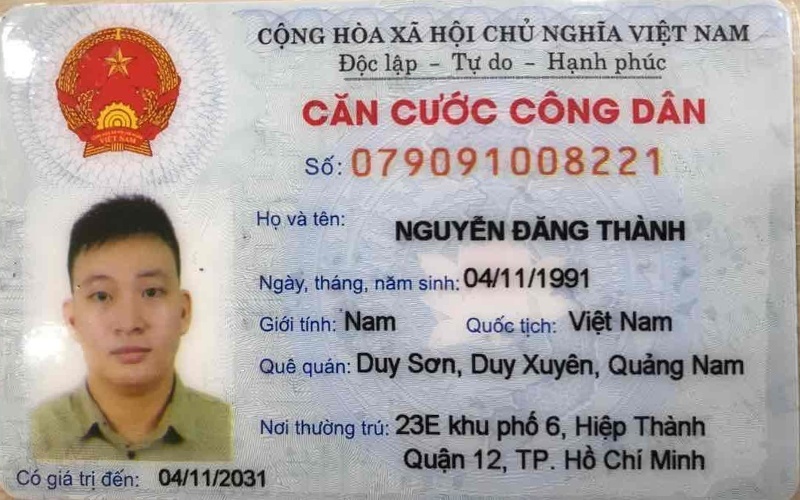 CỘNG HÒA XÃ HỘI CHỦ NGHĨA VIỆT NAM
Độc lập - Tự do - Hạnh phúc
CĂN CƯỚC CÔNG DÂN
Số: 079091008221
Họ và tên: NGUYỄN ĐĂNG THÀNH
Ngày, tháng, năm sinh: 04/11/1991
Giới tính: Nam Quốc tịch: Việt Nam
Quê quán: Duy Sơn, Duy Xuyên, Quảng Nam
Nơi thường trú: 23E khu phố 6, Hiệp Thành
Quận 12, TP. Hồ Chí Minh
Có giá trị đến: 04/11/2031
VIỆT NAM